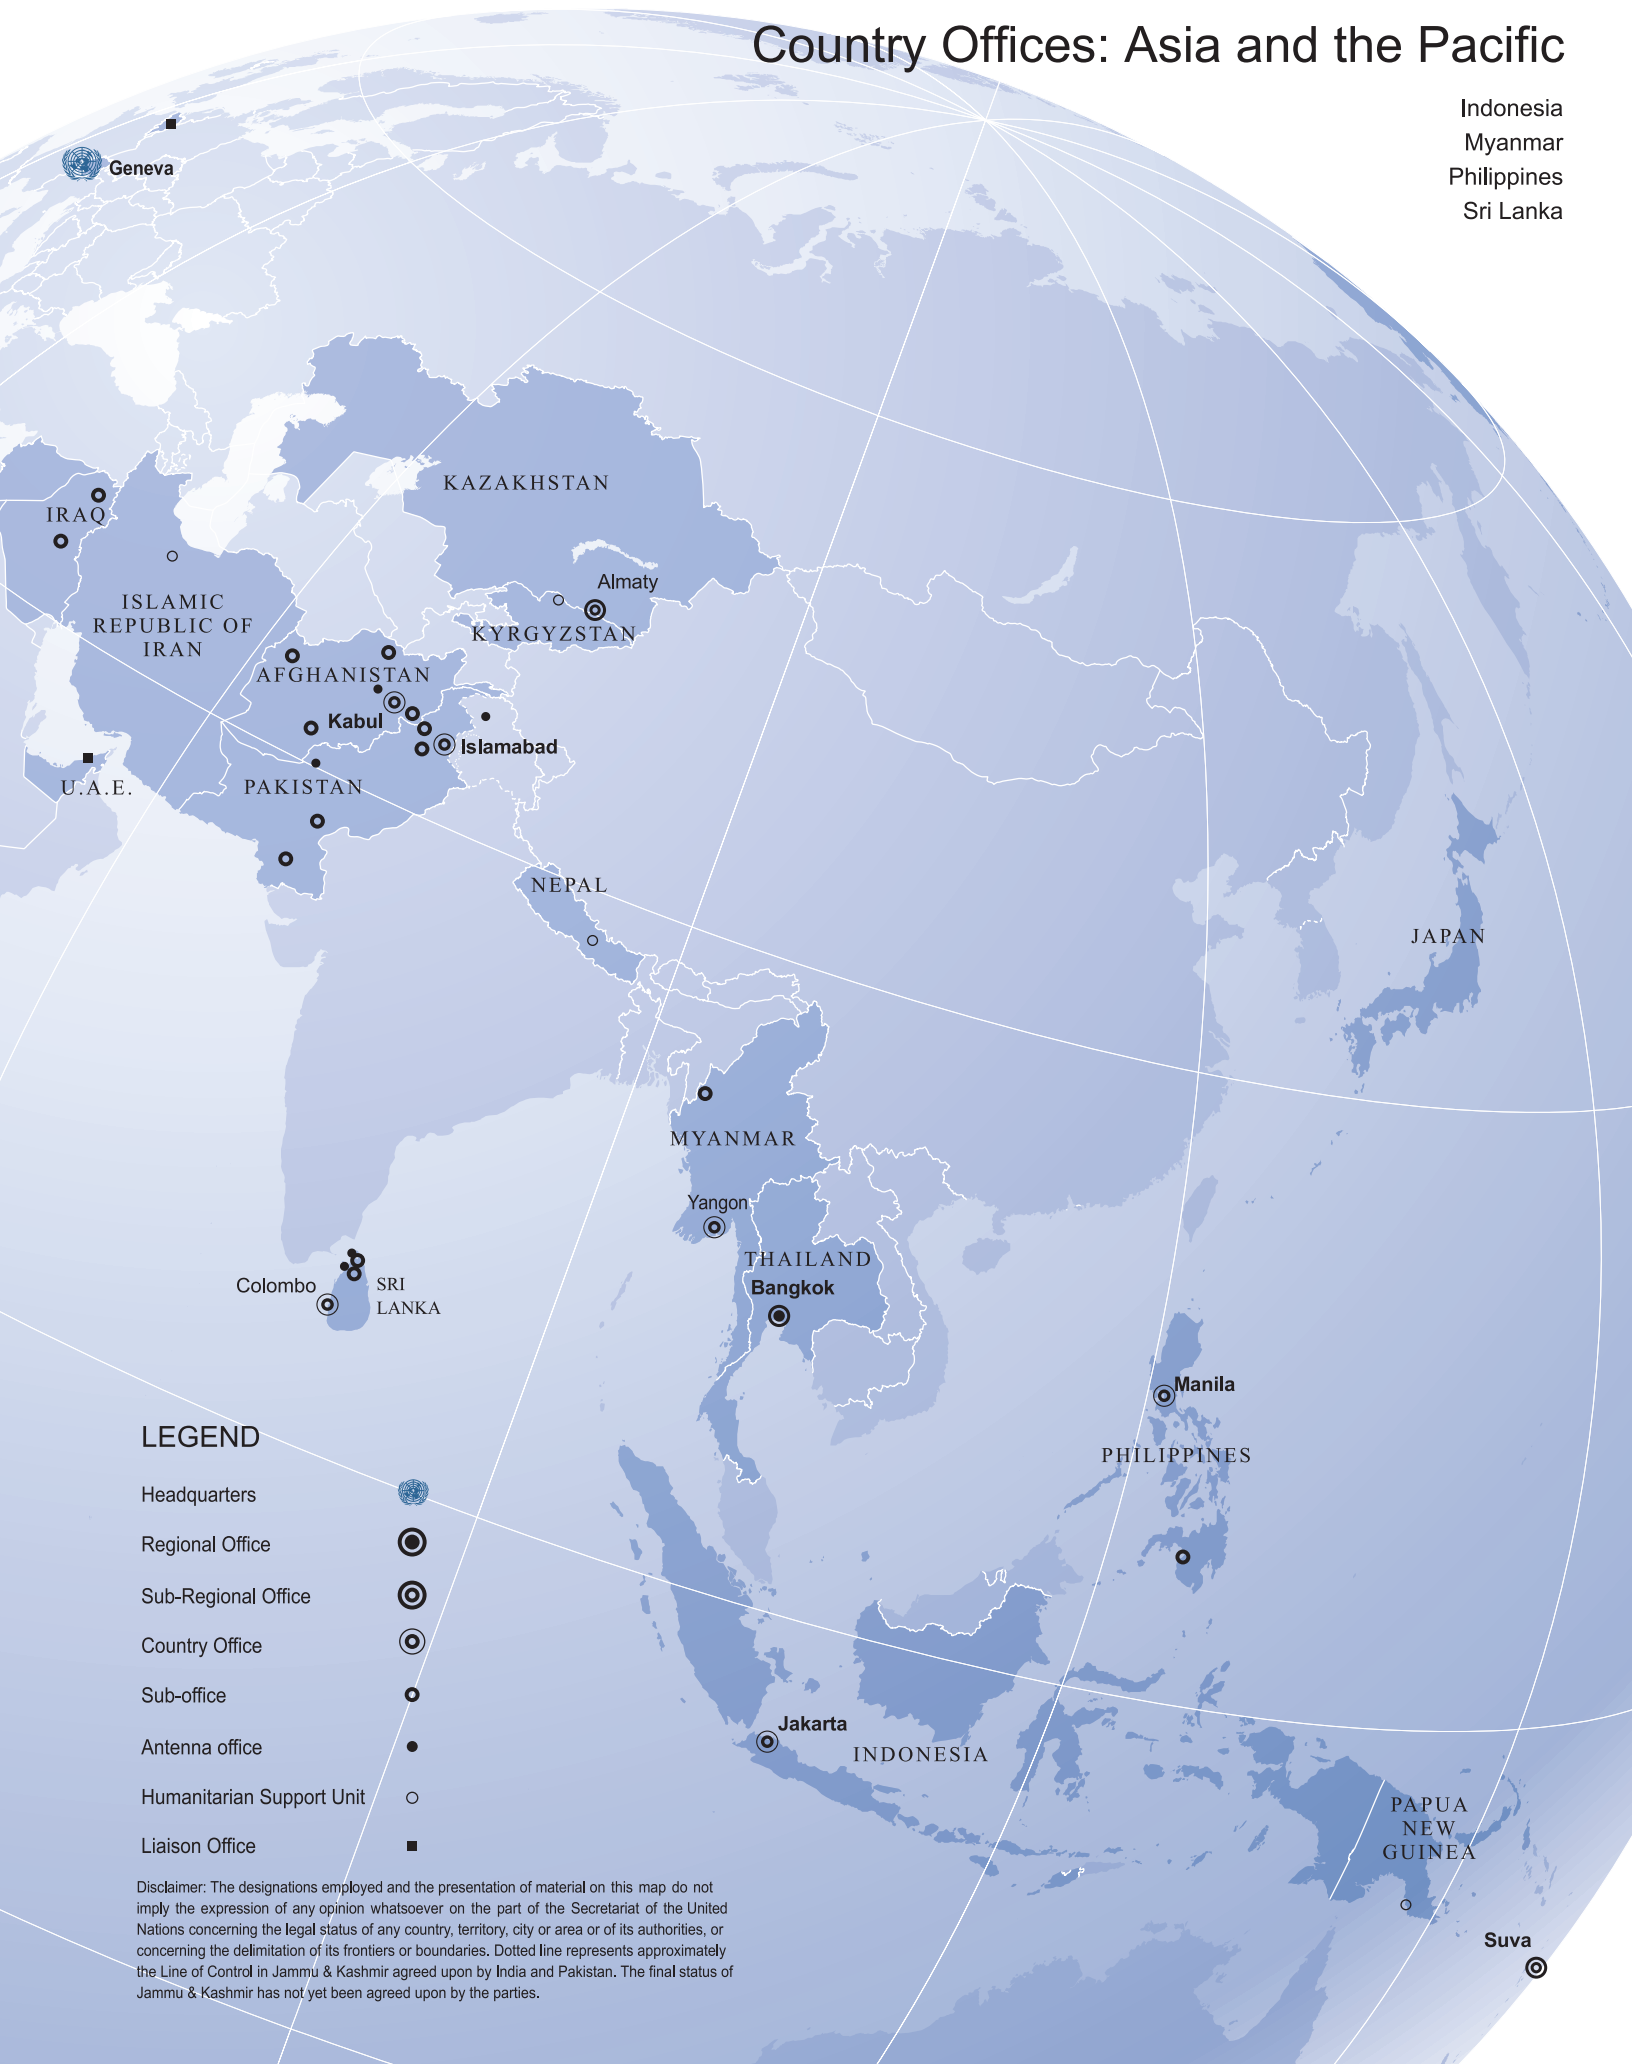 Country Offices: Asia and the Pacific
Indonesia
Myanmar
Philippines
Sri Lanka
Geneva
KAZAKHSTAN
IRAQ
Almaty
ISLAMIC
REPUBLIC OF
IRAN
KYRGYZSTAN
AFGHANISTAN
Kabul
Islamabad
U.A.E.
PAKISTAN
NEPAL
JAPAN
MYANMAR
Yangon
THAILAND
Bangkok
Colombo
SRI
LANKA
Manila
PHILIPPINES
Jakarta
INDONESIA
PAPUA
NEW
GUINEA
Suva
LEGEND
Headquarters
Regional Office
Sub-Regional Office
Country Office
Sub-office
Antenna office
Humanitarian Support Unit
Liaison Office
Disclaimer: The designations employed and the presentation of material on this map do not
imply the expression of any opinion whatsoever on the part of the Secretariat of the United
Nations concerning the legal status of any country, territory, city or area or of its authorities, or
concerning the delimitation of its frontiers or boundaries. Dotted line represents approximately
the Line of Control in Jammu & Kashmir agreed upon by India and Pakistan. The final status of
Jammu & Kashmir has not yet been agreed upon by the parties.